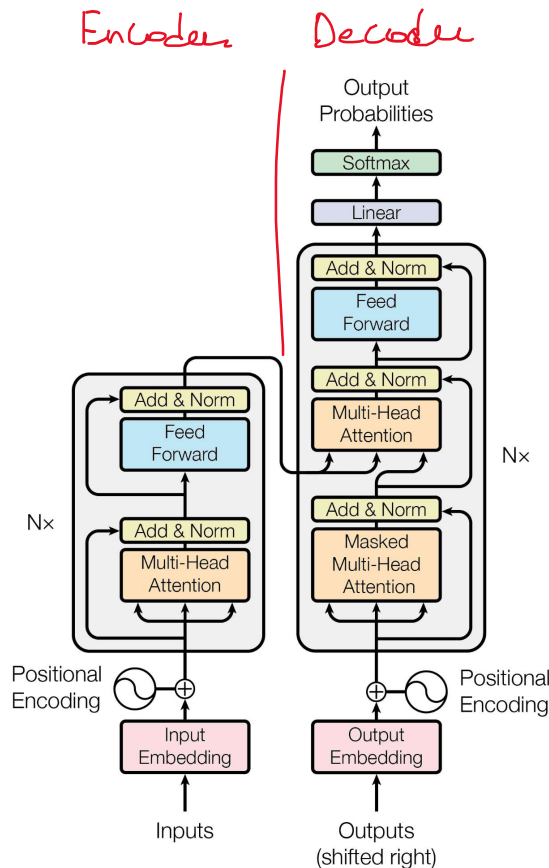 Encoder
Decoder
Output
Probabilities
Softmax
Linear
Add & Norm
Feed
Forward
Add & Norm
Multi-Head
Attention
Nx
Add & Norm
Masked
Multi-Head
Attention
Add & Norm
Feed
Forward
Nx
Add & Norm
Multi-Head
Attention
Positional
Encoding
Input
Embedding
Inputs
Positional
Encoding
Output
Embedding
Outputs
(shifted right)